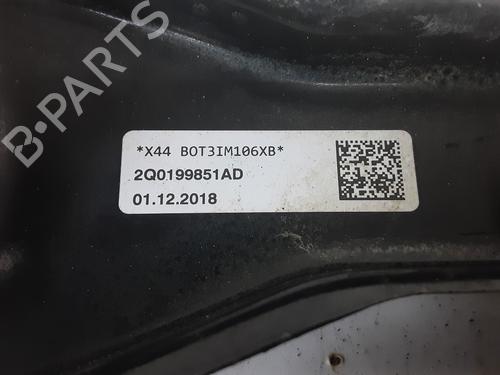 B-PARTS
*X44 BOT3IM106XB*
2Q0199851AD
01.12.2018